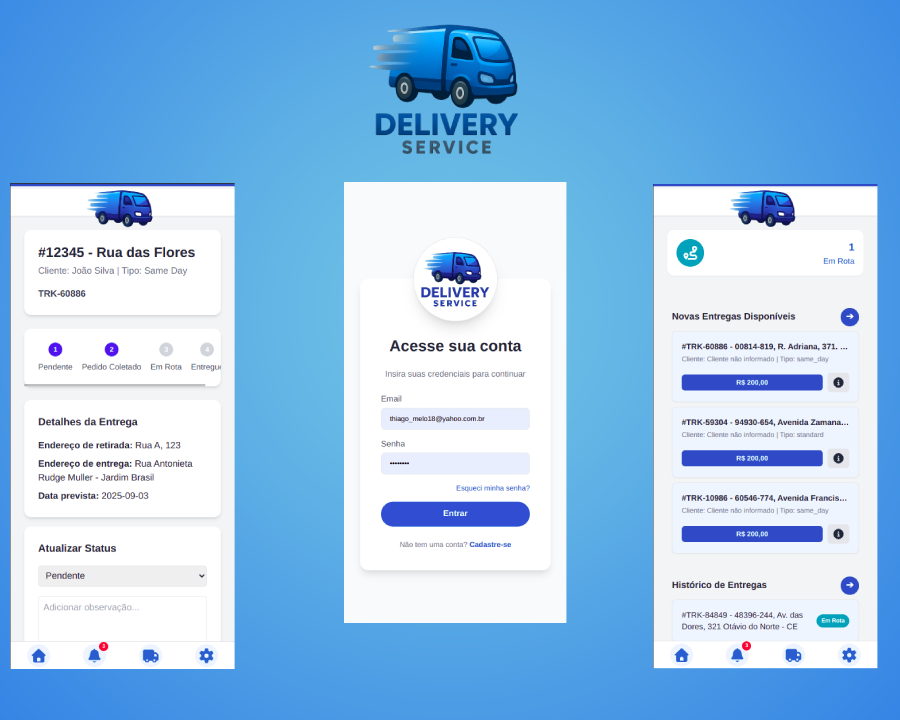 DELIVERY
SERVICE
#12345 - Rua das Flores
Cliente: João Silva | Tipo: Same Day
TRK-60886
1
2
3
4
Pendente
Pedido Coletado
Em Rota
Entregue
Detalhes da Entrega
Endereço de retirada: Rua A, 123
Endereço de entrega: Rua Antonieta
Rudge Muller - Jardim Brasil
Data prevista: 2025-09-03
Atualizar Status
Pendente
Adicionar observação...
3
DELIVERY
SERVICE
Acesse sua conta
Insira suas credenciais para continuar
Email
thiago_melo18@yahoo.com.br
Senha
••••••••
Esqueci minha senha?
Entrar
Não tem uma conta? Cadastre-se
1
Em Rota
Novas Entregas Disponíveis
#TRK-60886 - 00814-819, R. Adriana, 371. ...
Cliente: Cliente não informado | Tipo: same_day
R$ 200,00
#TRK-59304 - 94930-654, Avenida Zamana...
Cliente: Cliente não informado | Tipo: standard
R$ 200,00
#TRK-10986 - 60546-774, Avenida Francis...
Cliente: Cliente não informado | Tipo: same_day
R$ 200,00
Histórico de Entregas
#TRK-84849 - 48396-244, Av. das
Dores, 321 Otávio do Norte - CE
Em Rota
3